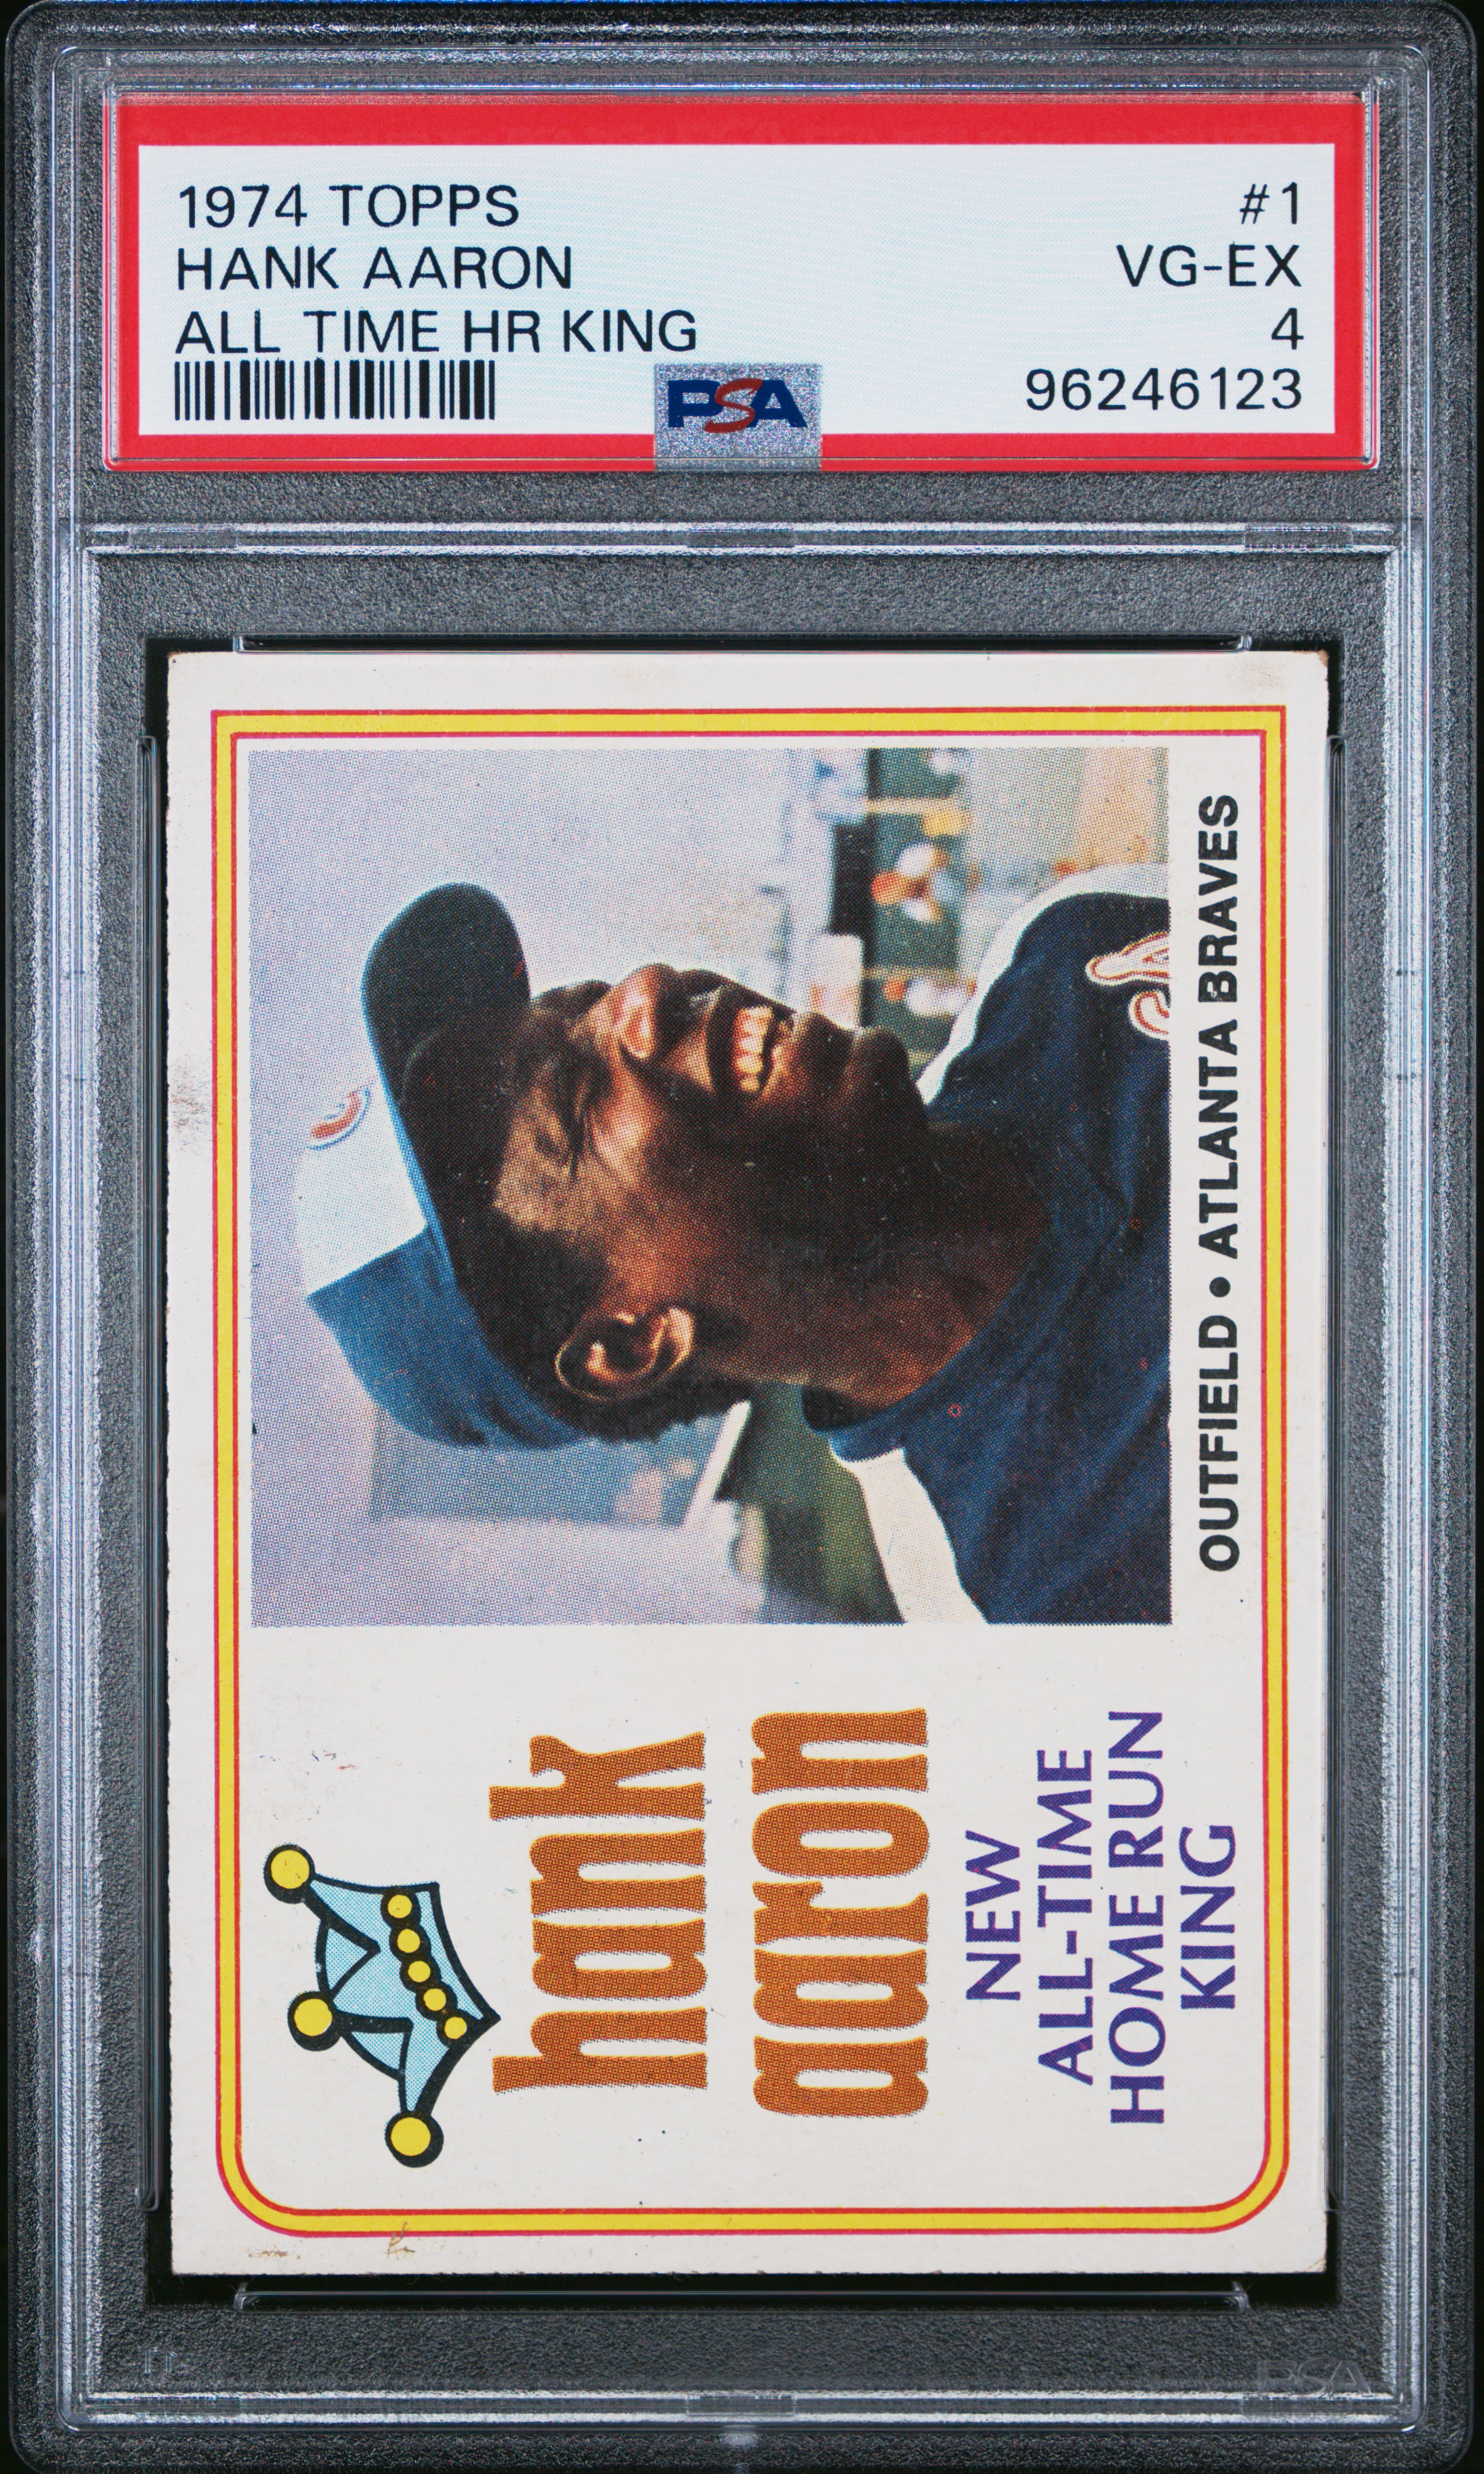 1974 TOPPS #1
HANK AARON VG-EX
ALL TIME HR KING 4
PSA 96246123
hank
aaron
NEW
ALL-TIME
HOME RUN
KING
OUTFIELD • ATLANTA BRAVES
PSA